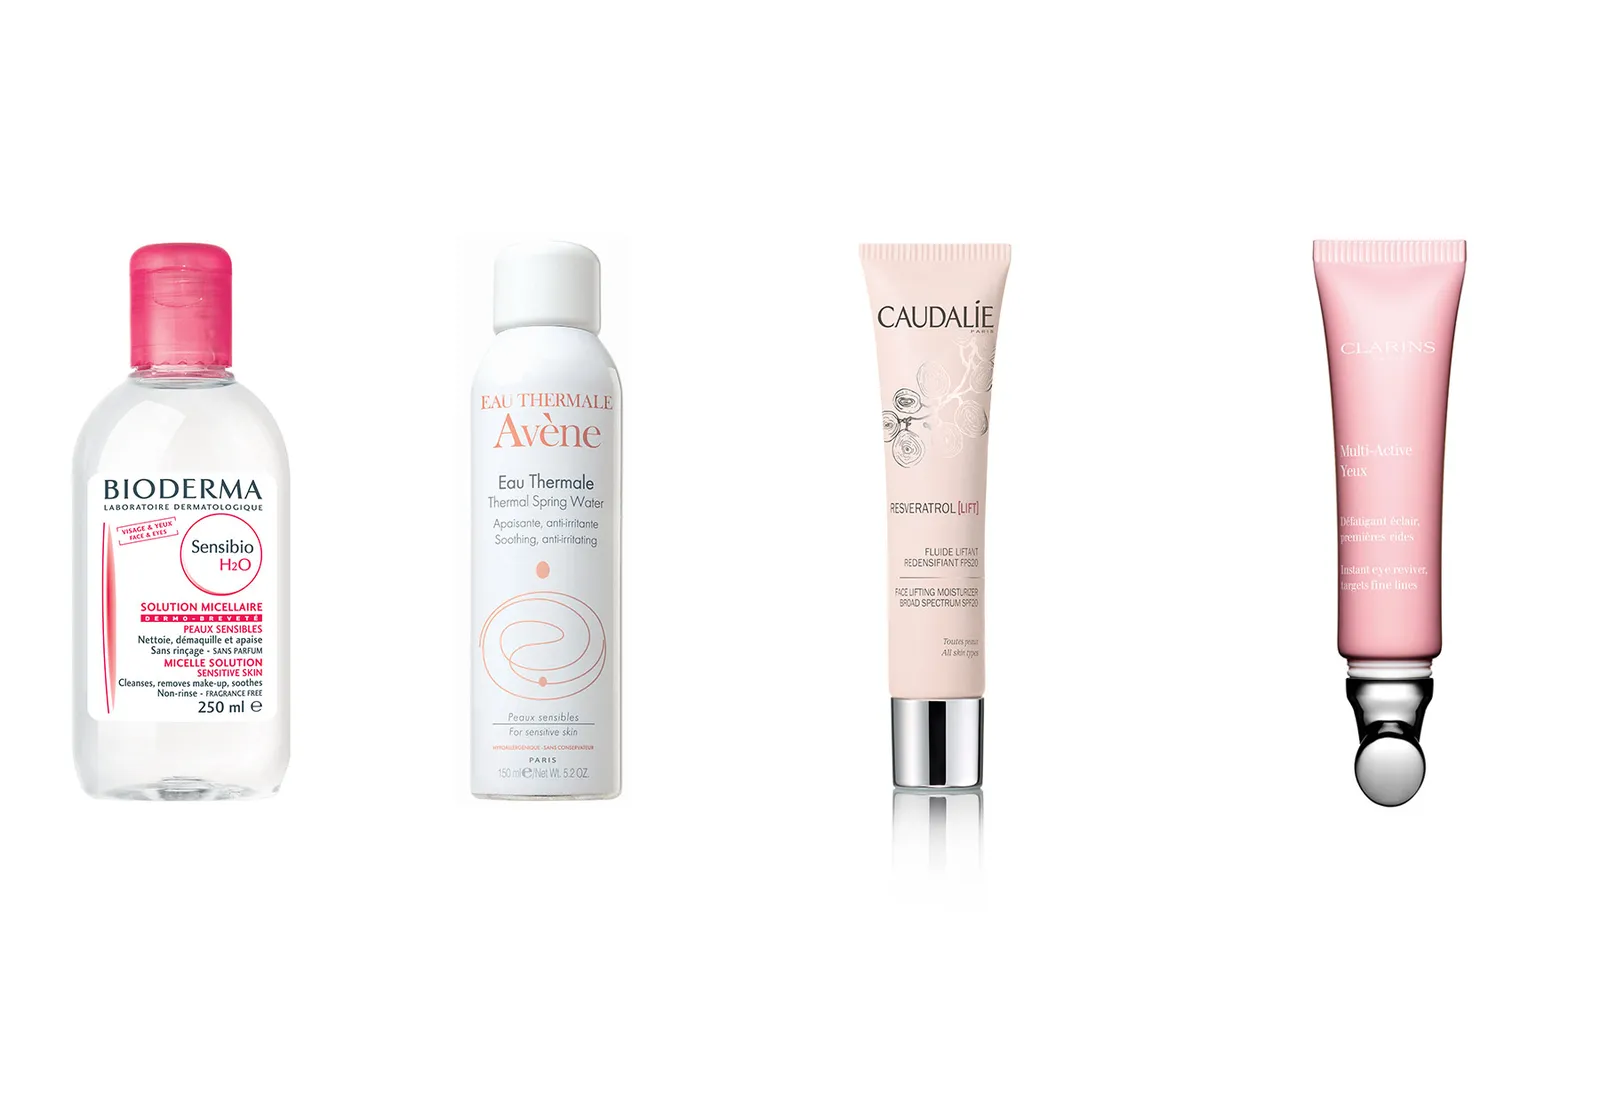 BIODERMA
LABORATOIRE DERMATOLOGIQUE
VISAGE & YEUX
FACE & EYES
Sensibio
H2O
SOLUTION MICELLAIRE
DERMO-BREVETÉ
PEAUX SENSIBLES
Nettoie, démaquille et apaise
Sans rinçage - SANS PARFUM
MICELLE SOLUTION
SENSITIVE SKIN
Cleanses, removes make-up, soothes
Non-rinse - FRAGRANCE FREE
250 ml e
EAU THERMALE
Avène
Eau Thermale
Thermal Spring Water
Apaisante, anti-irritante
Soothing, anti-irritating
Peaux sensibles
For sensitive skin
HYPOALLERGÉNIQUE - SANS CONSERVATEUR
PARIS
150 ml e/Net Wt. 5.2 OZ.
CAUDALÍE
PARIS
RESVERATROL [LIFT]
FLUIDE LIFTANT
REDENSIFIANT FPS20
FACE LIFTING MOISTURIZER
BROAD SPECTRUM SPF20
Toutes peaux
All skin types
CLARINS
Multi-Active
Yeux
Défatigant éclair,
premières rides
Instant eye reviver,
targets fine lines